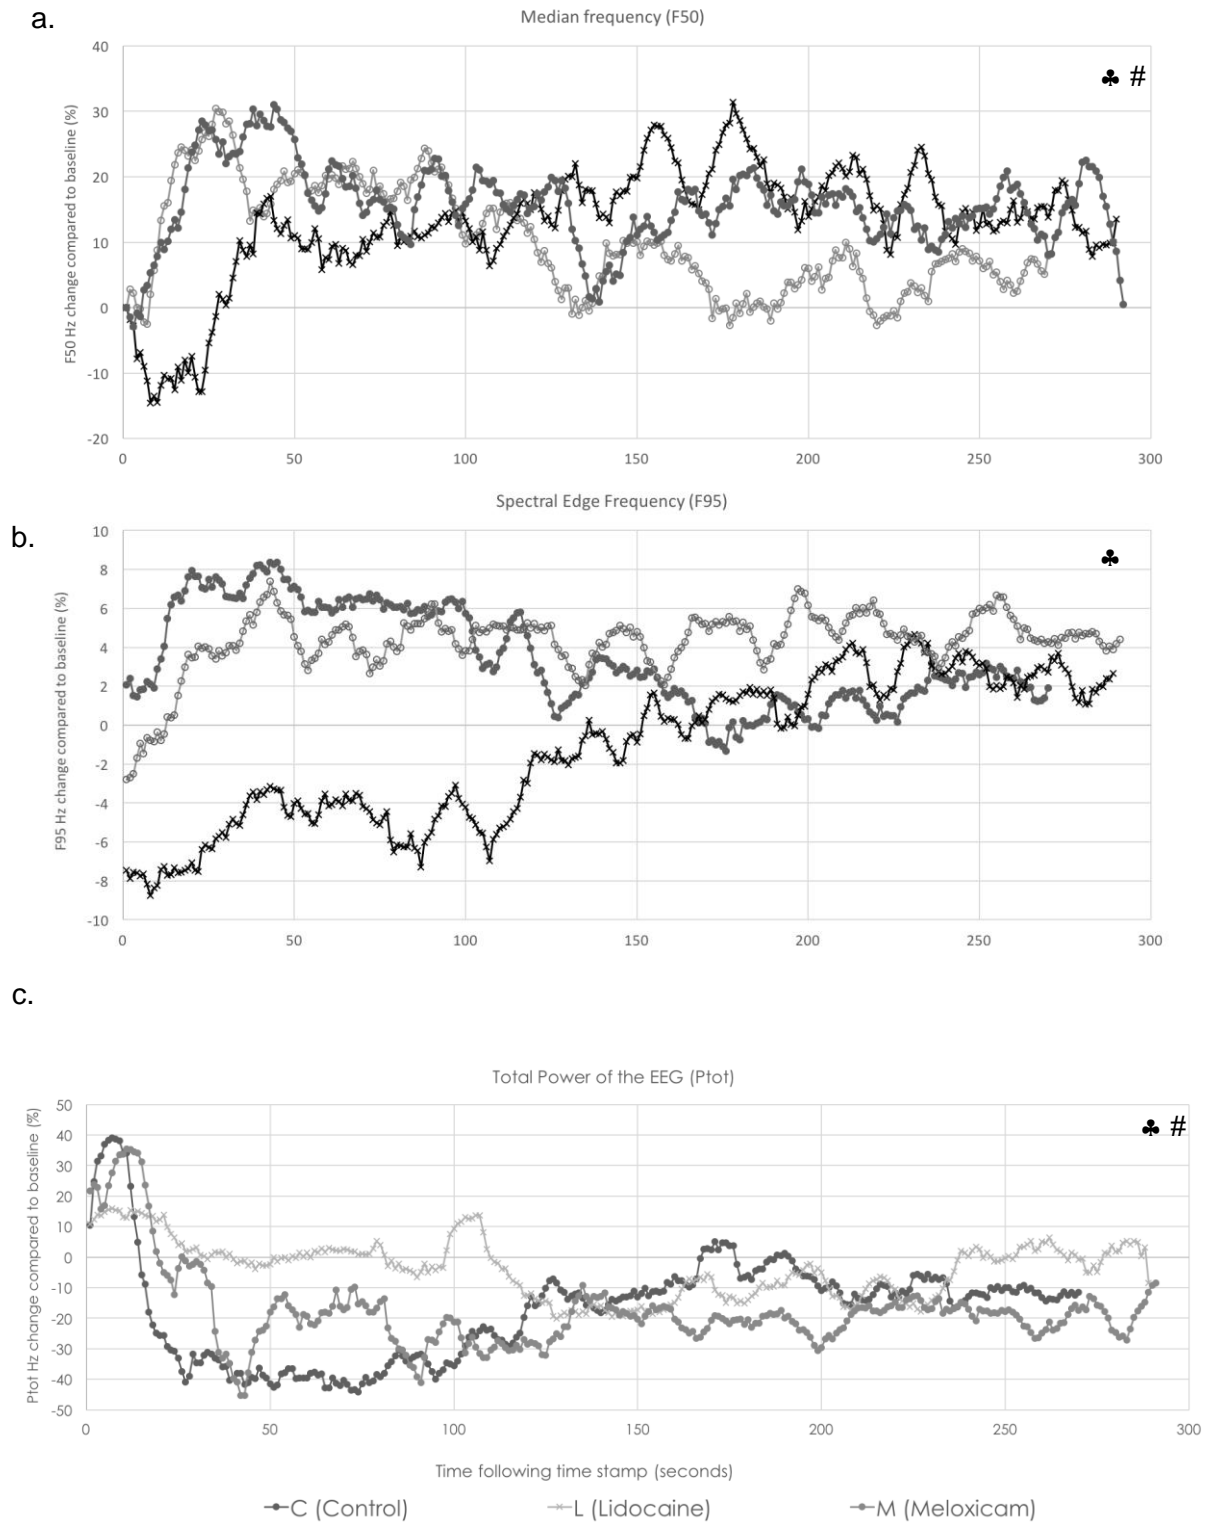 a.
Median frequency (F50)
♣ #
F50 Hz change compared to baseline (%)
40
30
20
10
0
-10
-20
0 50 100 150 200 250 300
b.
Spectral Edge Frequency (F95)
♣
F95 Hz change compared to baseline (%)
10
8
6
4
2
0
-2
-4
-6
-8
-10
0 50 100 150 200 250 300
c.
Total Power of the EEG (Ptot)
♣ #
Ptot Hz change compared to baseline (%)
50
40
30
20
10
0
-10
-20
-30
-40
-50
0 50 100 150 200 250 300
Time following time stamp (seconds)
C (Control) L (Lidocaine) M (Meloxicam)